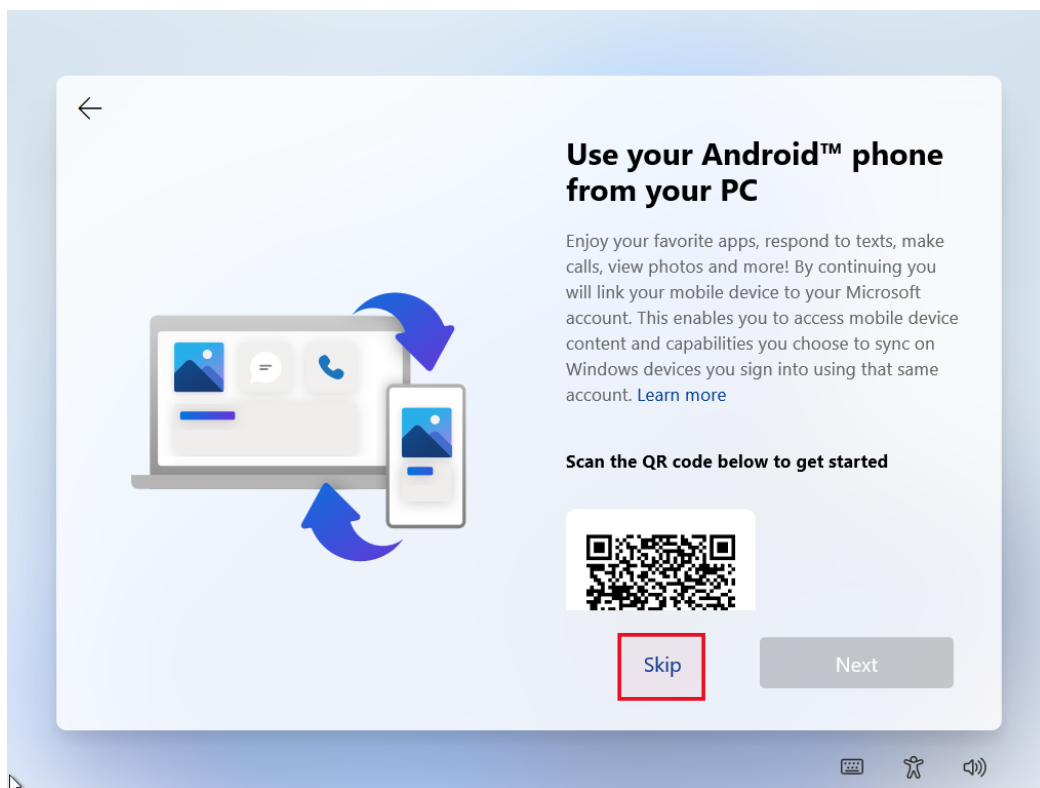 Use your Android™ phone
from your PC
Enjoy your favorite apps, respond to texts, make
calls, view photos and more! By continuing you
will link your mobile device to your Microsoft
account. This enables you to access mobile device
content and capabilities you choose to sync on
Windows devices you sign into using that same
account. Learn more
Scan the QR code below to get started
Skip
Next